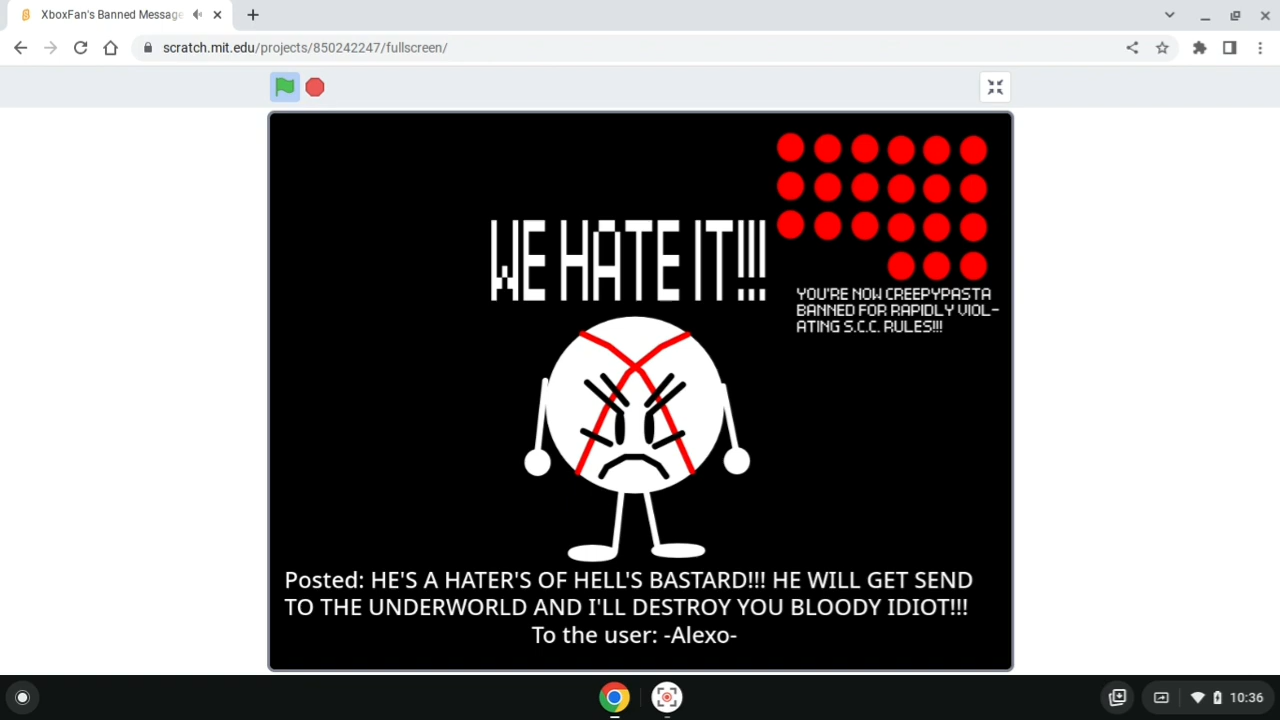 XboxFan's Banned Message
scratch.mit.edu/projects/850242247/fullscreen/
WE HATE IT!!!
YOU'RE NOW CREEPYPASTA
BANNED FOR RAPIDLY VIOL-
ATING S.C.C. RULES!!!
Posted: HE'S A HATER'S OF HELL'S BASTARD!!! HE WILL GET SEND
TO THE UNDERWORLD AND I'LL DESTROY YOU BLOODY IDIOT!!!
To the user: -Alexo-
10:36